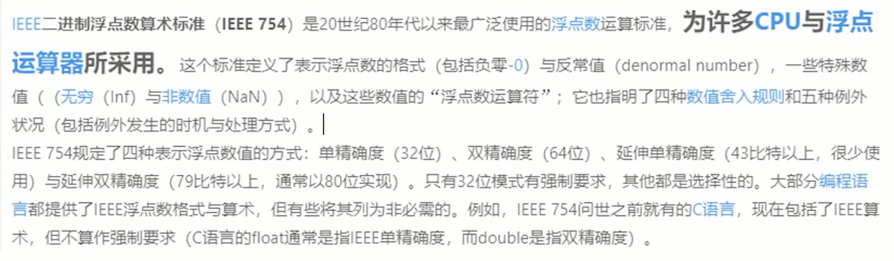 IEEE二进制浮点数算术标准（IEEE 754）是20世纪80年代以来最广泛使用的浮点数运算标准，为许多CPU与浮点
运算器所采用。这个标准定义了表示浮点数的格式（包括负零-0）与反常值（denormal number），一些特殊数
值（（无穷（Inf）与非数值（NaN）），以及这些数值的“浮点数运算符”；它也指明了四种数值舍入规则和五种例外
状况（包括例外发生的时机与处理方式）。
IEEE 754规定了四种表示浮点数值的方式：单精确度（32位）、双精确度（64位）、延伸单精确度（43比特以上，很少使
用）与延伸双精确度（79比特以上，通常以80位实现）。只有32位模式有强制要求，其他都是选择性的。大部分编程语
言都提供了IEEE浮点数格式与算术，但有些将其列为非必需的。例如，IEEE 754问世之前就有的C语言，现在包括了IEEE算
术，但不算作强制要求（C语言的float通常是指IEEE单精确度，而double是指双精确度）。